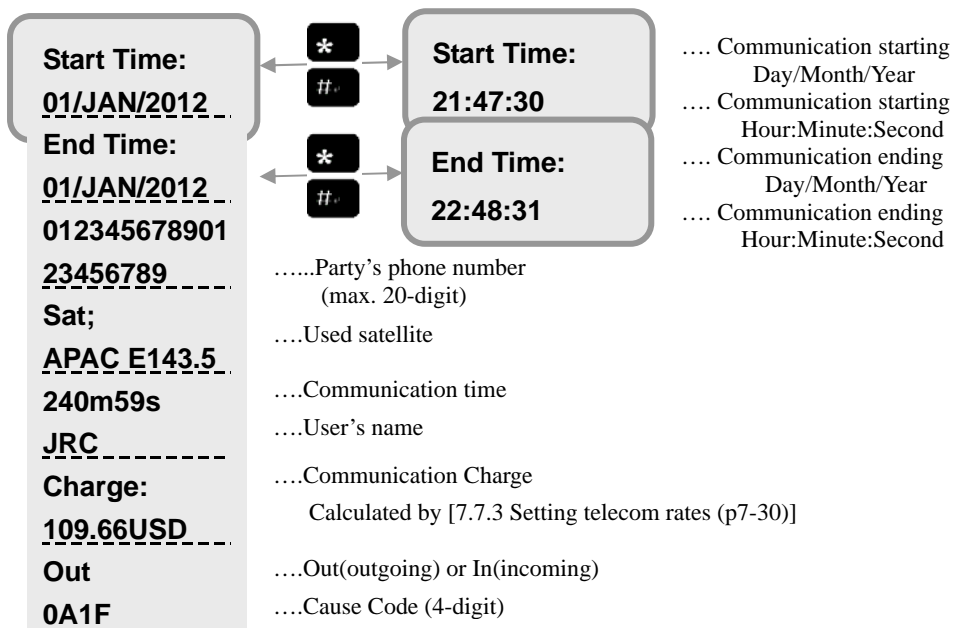 Start Time:
01/JAN/2012
*
#↵
Start Time:
21:47:30
…. Communication starting
Day/Month/Year
…. Communication starting
Hour:Minute:Second
End Time:
01/JAN/2012
*
#↵
End Time:
22:48:31
…. Communication ending
Day/Month/Year
…. Communication ending
Hour:Minute:Second
012345678901
23456789
…...Party's phone number
(max. 20-digit)
Sat;
APAC E143.5
….Used satellite
240m59s
….Communication time
JRC
….User's name
Charge:
109.66USD
….Communication Charge
Calculated by [7.7.3 Setting telecom rates (p7-30)]
Out
….Out(outgoing) or In(incoming)
0A1F
….Cause Code (4-digit)